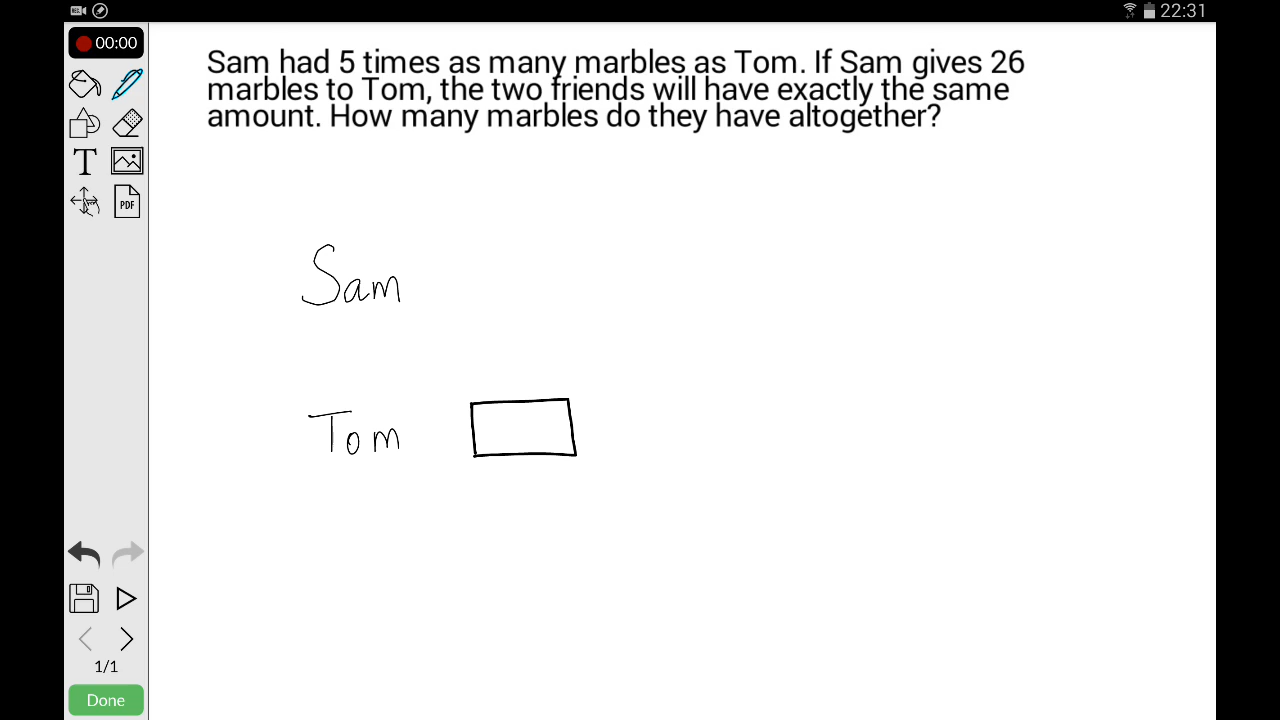 22:31
00:00
Sam had 5 times as many marbles as Tom. If Sam gives 26
marbles to Tom, the two friends will have exactly the same
amount. How many marbles do they have altogether?
T
PDF
Sam
Tom
1/1
Done